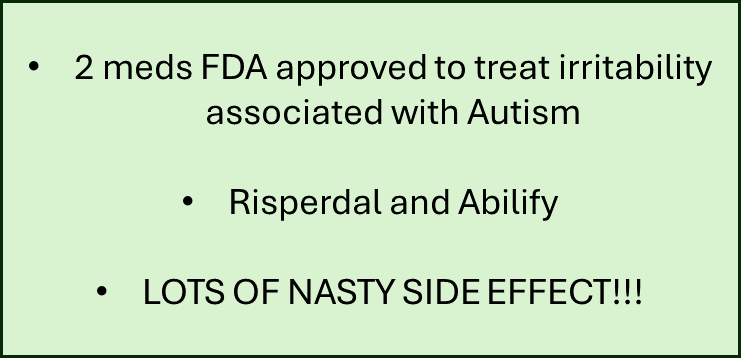 • 2 meds FDA approved to treat irritability
associated with Autism
• Risperdal and Abilify
• LOTS OF NASTY SIDE EFFECT!!!